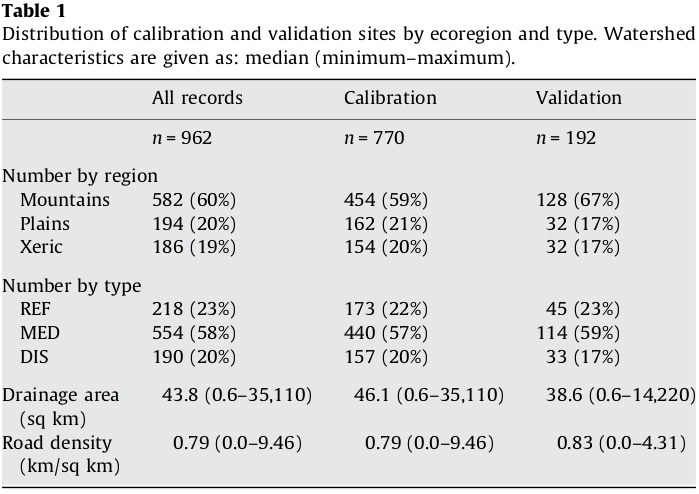 Table 1
Distribution of calibration and validation sites by ecoregion and type. Watershed
characteristics are given as: median (minimum–maximum).
All records Calibration Validation
n = 962 n = 770 n = 192
Number by region
Mountains 582 (60%) 454 (59%) 128 (67%)
Plains 194 (20%) 162 (21%) 32 (17%)
Xeric 186 (19%) 154 (20%) 32 (17%)
Number by type
REF 218 (23%) 173 (22%) 45 (23%)
MED 554 (58%) 440 (57%) 114 (59%)
DIS 190 (20%) 157 (20%) 33 (17%)
Drainage area 43.8 (0.6–35,110) 46.1 (0.6–35,110) 38.6 (0.6–14,220)
(sq km)
Road density 0.79 (0.0–9.46) 0.79 (0.0–9.46) 0.83 (0.0–4.31)
(km/sq km)